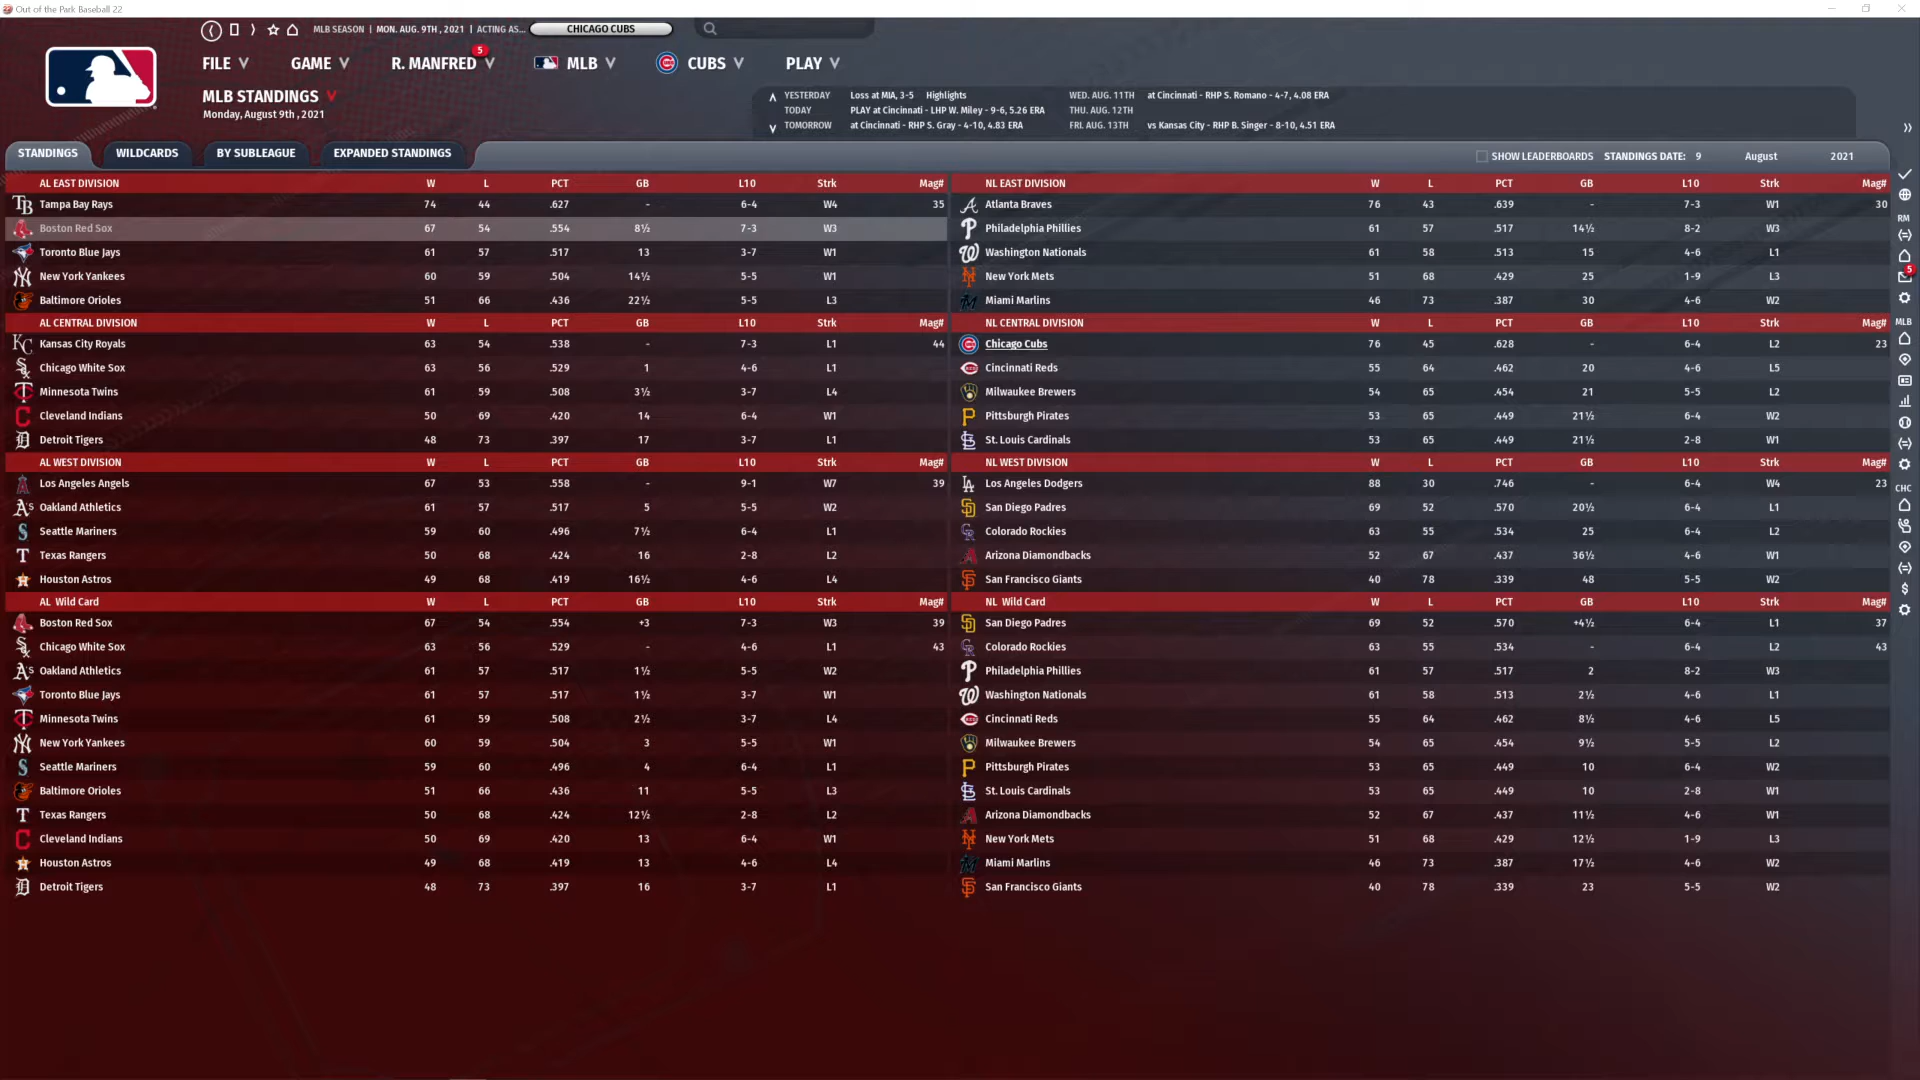 Out of the Park Baseball 22
MLB SEASON | MON. AUG. 9TH, 2021 | ACTING AS... CHICAGO CUBS
FILE GAME R. MANFRED 5 MLB CUBS PLAY
MLB STANDINGS
Monday, August 9th, 2021
YESTERDAY Loss at MIA, 3-5 Highlights WED. AUG. 11TH at Cincinnati - RHP S. Romano - 4-7, 4.08 ERA
TODAY PLAY at Cincinnati - LHP W. Miley - 9-6, 5.26 ERA THU. AUG. 12TH
TOMORROW at Cincinnati - RHP S. Gray - 4-10, 4.83 ERA FRI. AUG. 13TH vs Kansas City - RHP B. Singer - 8-10, 4.51 ERA
STANDINGS WILDCARDS BY SUBLEAGUE EXPANDED STANDINGS SHOW LEADERBOARDS STANDINGS DATE: 9 August 2021
AL EAST DIVISION W L PCT GB L10 Strk Mag#
Tampa Bay Rays 74 44 .627 - 6-4 W4 35
Boston Red Sox 67 54 .554 8½ 7-3 W3
Toronto Blue Jays 61 57 .517 13 3-7 W1
New York Yankees 60 59 .504 14½ 5-5 W1
Baltimore Orioles 51 66 .436 22½ 5-5 L3
AL CENTRAL DIVISION W L PCT GB L10 Strk Mag#
Kansas City Royals 63 54 .538 - 7-3 L1 44
Chicago White Sox 63 56 .529 1 4-6 L1
Minnesota Twins 61 59 .508 3½ 3-7 L4
Cleveland Indians 50 69 .420 14 6-4 W1
Detroit Tigers 48 73 .397 17 3-7 L1
AL WEST DIVISION W L PCT GB L10 Strk Mag#
Los Angeles Angels 67 53 .558 - 9-1 W7 39
Oakland Athletics 61 57 .517 5 5-5 W2
Seattle Mariners 59 60 .496 7½ 6-4 L1
Texas Rangers 50 68 .424 16 2-8 L2
Houston Astros 49 68 .419 16½ 4-6 L4
AL Wild Card W L PCT GB L10 Strk Mag#
Boston Red Sox 67 54 .554 +3 7-3 W3 39
Chicago White Sox 63 56 .529 - 4-6 L1 43
Oakland Athletics 61 57 .517 1½ 5-5 W2
Toronto Blue Jays 61 57 .517 1½ 3-7 W1
Minnesota Twins 61 59 .508 2½ 3-7 L4
New York Yankees 60 59 .504 3 5-5 W1
Seattle Mariners 59 60 .496 4 6-4 L1
Baltimore Orioles 51 66 .436 11 5-5 L3
Texas Rangers 50 68 .424 12½ 2-8 L2
Cleveland Indians 50 69 .420 13 6-4 W1
Houston Astros 49 68 .419 13 4-6 L4
Detroit Tigers 48 73 .397 16 3-7 L1
NL EAST DIVISION W L PCT GB L10 Strk Mag#
Atlanta Braves 76 43 .639 - 7-3 W1 30
Philadelphia Phillies 61 57 .517 14½ 8-2 W3
Washington Nationals 61 58 .513 15 4-6 L1
New York Mets 51 68 .429 25 1-9 L3
Miami Marlins 46 73 .387 30 4-6 W2
NL CENTRAL DIVISION W L PCT GB L10 Strk Mag#
Chicago Cubs 76 45 .628 - 6-4 L2 23
Cincinnati Reds 55 64 .462 20 4-6 L5
Milwaukee Brewers 54 65 .454 21 5-5 L2
Pittsburgh Pirates 53 65 .449 21½ 6-4 W2
St. Louis Cardinals 53 65 .449 21½ 2-8 W1
NL WEST DIVISION W L PCT GB L10 Strk Mag#
Los Angeles Dodgers 88 30 .746 - 6-4 W4 23
San Diego Padres 69 52 .570 20½ 6-4 L1
Colorado Rockies 63 55 .534 25 6-4 L2
Arizona Diamondbacks 52 67 .437 36½ 4-6 W1
San Francisco Giants 40 78 .339 48 5-5 W2
NL Wild Card W L PCT GB L10 Strk Mag#
San Diego Padres 69 52 .570 +4½ 6-4 L1 37
Colorado Rockies 63 55 .534 - 6-4 L2 43
Philadelphia Phillies 61 57 .517 2 8-2 W3
Washington Nationals 61 58 .513 2½ 4-6 L1
Cincinnati Reds 55 64 .462 8½ 4-6 L5
Milwaukee Brewers 54 65 .454 9½ 5-5 L2
Pittsburgh Pirates 53 65 .449 10 6-4 W2
St. Louis Cardinals 53 65 .449 10 2-8 W1
Arizona Diamondbacks 52 67 .437 11½ 4-6 W1
New York Mets 51 68 .429 12½ 1-9 L3
Miami Marlins 46 73 .387 17½ 4-6 W2
San Francisco Giants 40 78 .339 23 5-5 W2
RM
5
MLB
CHC
$